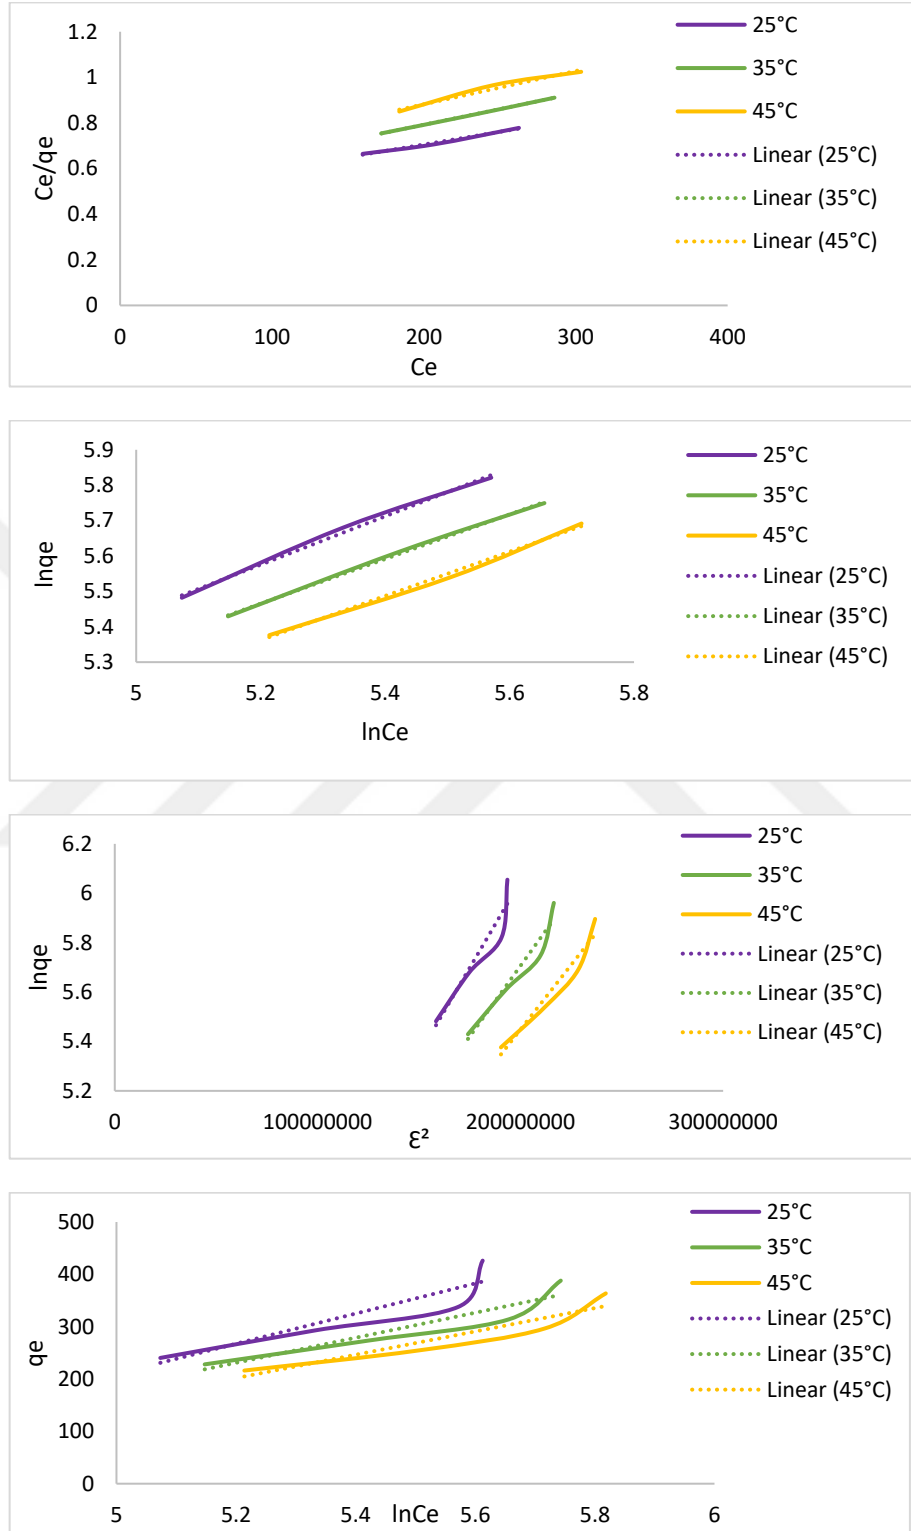 1.2
1
0.8
0.6
0.4
0.2
0
Ce/qe
0 100 200 300 400
Ce
25°C
35°C
45°C
Linear (25°C)
Linear (35°C)
Linear (45°C)
5.9
5.8
5.7
5.6
5.5
5.4
5.3
lnqe
5 5.2 5.4 5.6 5.8
lnCe
25°C
35°C
45°C
Linear (25°C)
Linear (35°C)
Linear (45°C)
6.2
6
5.8
5.6
5.4
5.2
lnqe
0 100000000 200000000 300000000
Ɛ²
25°C
35°C
45°C
Linear (25°C)
Linear (35°C)
Linear (45°C)
500
400
300
200
100
0
qe
5 5.2 5.4 lnCe 5.6 5.8 6
25°C
35°C
45°C
Linear (25°C)
Linear (35°C)
Linear (45°C)